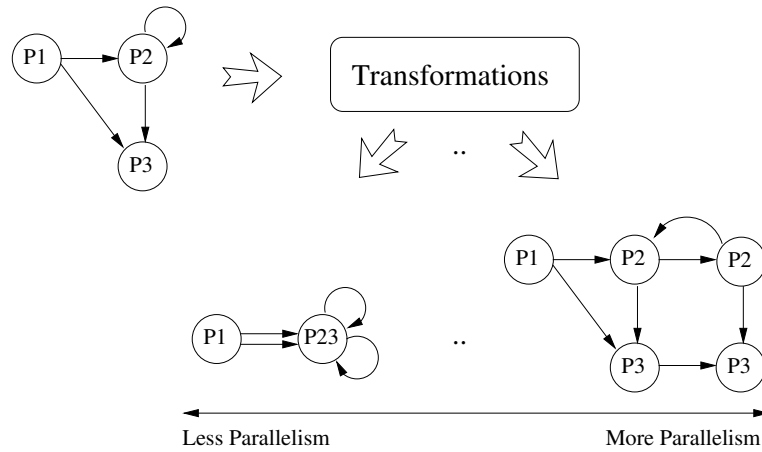 P1
P2
P3
Transformations
..
P1
P2
P2
P1
P23
..
P3
P3
Less Parallelism
More Parallelism